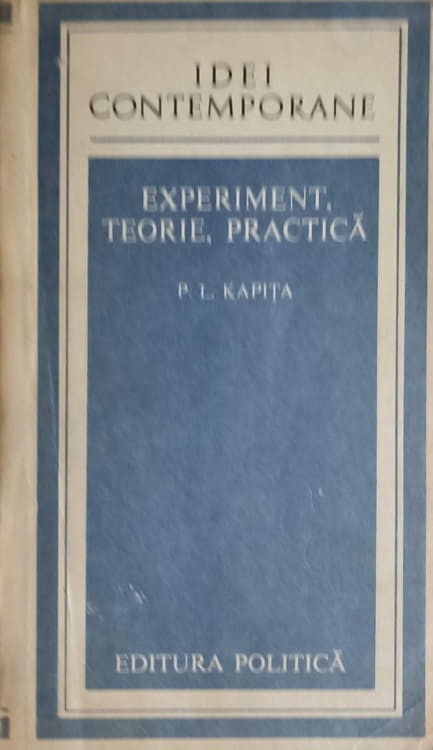 IDEI
CONTEMPORANE
EXPERIMENT,
TEORIE, PRACTICĂ
P. L. KAPIȚA
EDITURA POLITICĂ